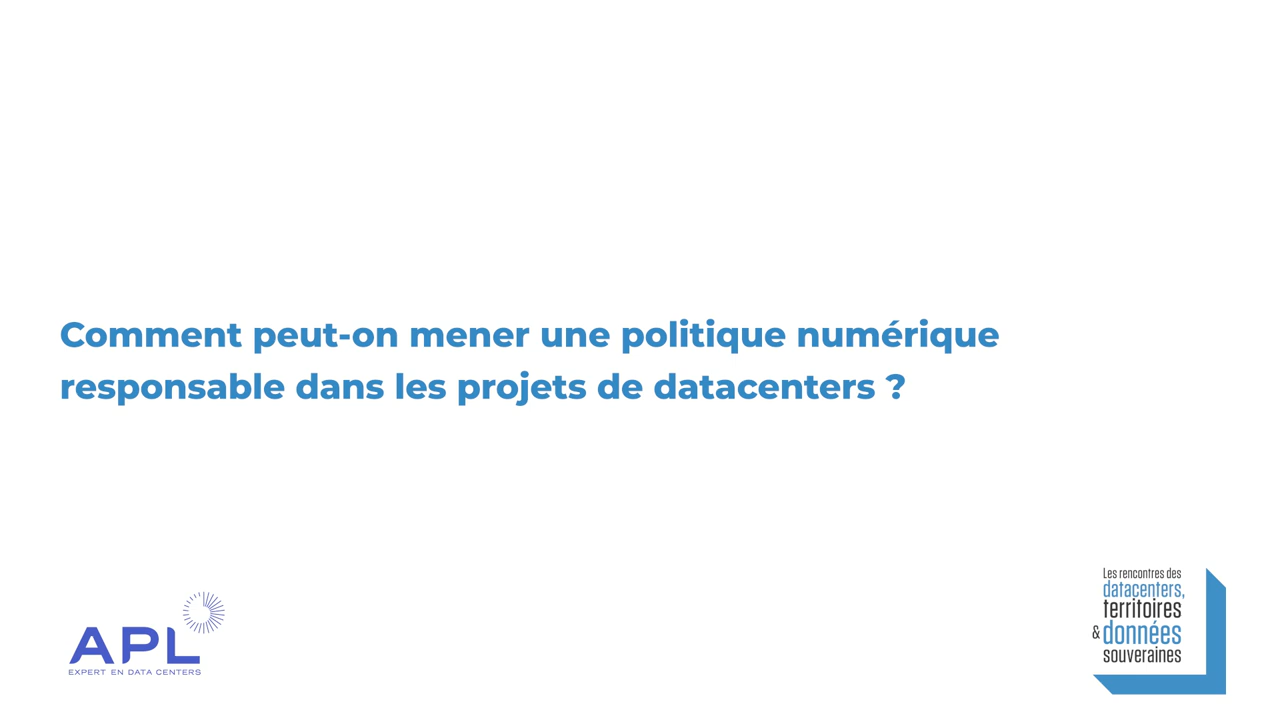 Comment peut-on mener une politique numérique
responsable dans les projets de datacenters ?
APL
EXPERT EN DATA CENTERS
Les rencontres des
datacenters,
territoires
& données
souveraines